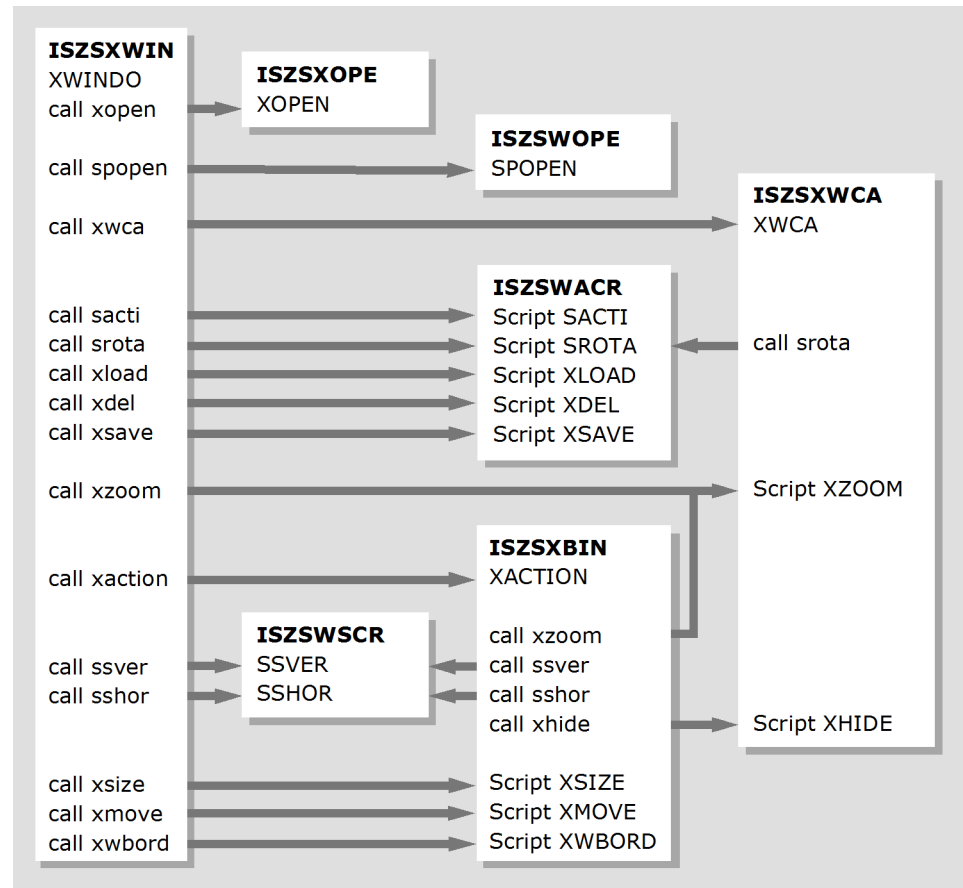 ISZSXWIN
XWINDO
call xopen
call spopen
call xwca
call sacti
call srota
call xload
call xdel
call xsave
call xzoom
call xaction
call ssver
call sshor
call xsize
call xmove
call xwbord
ISZSXOPE
XOPEN
ISZSWOPE
SPOPEN
ISZSWACR
Script SACTI
Script SROTA
Script XLOAD
Script XDEL
Script XSAVE
ISZSWSCR
SSVER
SSHOR
ISZSXBIN
XACTION
call xzoom
call ssver
call sshor
call xhide
Script XSIZE
Script XMOVE
Script XWBORD
ISZSXWCA
XWCA
call srota
Script XZOOM
Script XHIDE